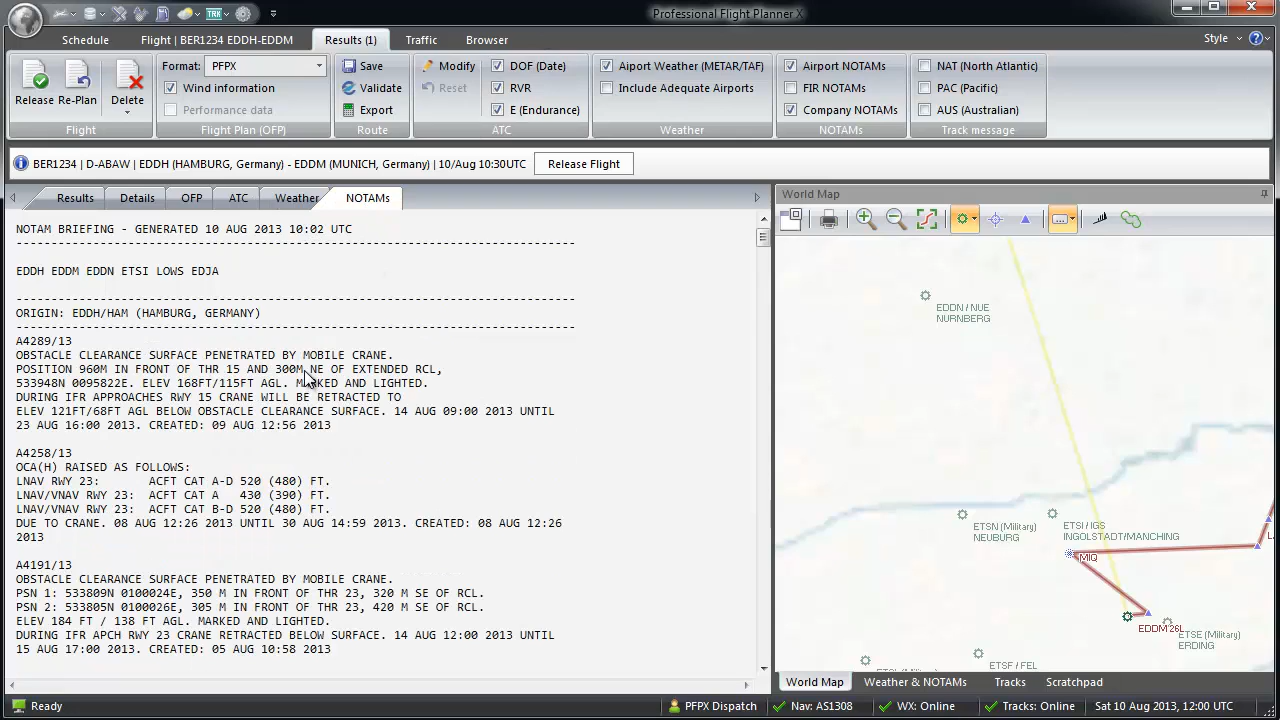 Professional Flight Planner X
Schedule
Flight | BER1234 EDDH-EDDM
Results (1)
Traffic
Browser
Style
Release
Re-Plan
Delete
Flight
Format:
PFPX
Wind information
Performance data
Flight Plan (OFP)
Save
Validate
Export
Route
Modify
Reset
DOF (Date)
RVR
E (Endurance)
ATC
Aiport Weather (METAR/TAF)
Include Adequate Airports
Weather
Airport NOTAMs
FIR NOTAMs
Company NOTAMs
NOTAMs
NAT (North Atlantic)
PAC (Pacific)
AUS (Australian)
Track message
BER1234 | D-ABAW | EDDH (HAMBURG, Germany) - EDDM (MUNICH, Germany) | 10/Aug 10:30UTC
Release Flight
Results
Details
OFP
ATC
Weather
NOTAMs
NOTAM BRIEFING - GENERATED 10 AUG 2013 10:02 UTC
--------------------------------------------------------------------------------
EDDH EDDM EDDN ETSI LOWS EDJA
--------------------------------------------------------------------------------
ORIGIN: EDDH/HAM (HAMBURG, GERMANY)
--------------------------------------------------------------------------------
A4289/13
OBSTACLE CLEARANCE SURFACE PENETRATED BY MOBILE CRANE.
POSITION 960M IN FRONT OF THR 15 AND 300M NE OF EXTENDED RCL,
533948N 0095822E. ELEV 168FT/115FT AGL. MARKED AND LIGHTED.
DURING IFR APPROACHES RWY 15 CRANE WILL BE RETRACTED TO
ELEV 121FT/68FT AGL BELOW OBSTACLE CLEARANCE SURFACE. 14 AUG 09:00 2013 UNTIL
23 AUG 16:00 2013. CREATED: 09 AUG 12:56 2013
A4258/13
OCA(H) RAISED AS FOLLOWS:
LNAV RWY 23: ACFT CAT A-D 520 (480) FT.
LNAV/VNAV RWY 23: ACFT CAT A 430 (390) FT.
LNAV/VNAV RWY 23: ACFT CAT B-D 520 (480) FT.
DUE TO CRANE. 08 AUG 12:26 2013 UNTIL 30 AUG 14:59 2013. CREATED: 08 AUG 12:26
2013
A4191/13
OBSTACLE CLEARANCE SURFACE PENETRATED BY MOBILE CRANE.
PSN 1: 533809N 0100024E, 350 M IN FRONT OF THR 23, 320 M SE OF RCL.
PSN 2: 533805N 0100026E, 305 M IN FRONT OF THR 23, 420 M SE OF RCL.
ELEV 184 FT / 138 FT AGL. MARKED AND LIGHTED.
DURING IFR APCH RWY 23 CRANE RETRACTED BELOW SURFACE. 14 AUG 12:00 2013 UNTIL
15 AUG 17:00 2013. CREATED: 05 AUG 10:58 2013
World Map
EDDN / NUE
NURNBERG
ETSN (Military)
NEUBURG
ETSI / IGS
INGOLSTADT/MANCHING
MIQ
EDDM 26L
ETSE (Military)
ERDING
ETSF / FEL
World Map
Weather & NOTAMs
Tracks
Scratchpad
Ready
PFPX Dispatch
Nav: AS1308
WX: Online
Tracks: Online
Sat 10 Aug 2013, 12:00 UTC